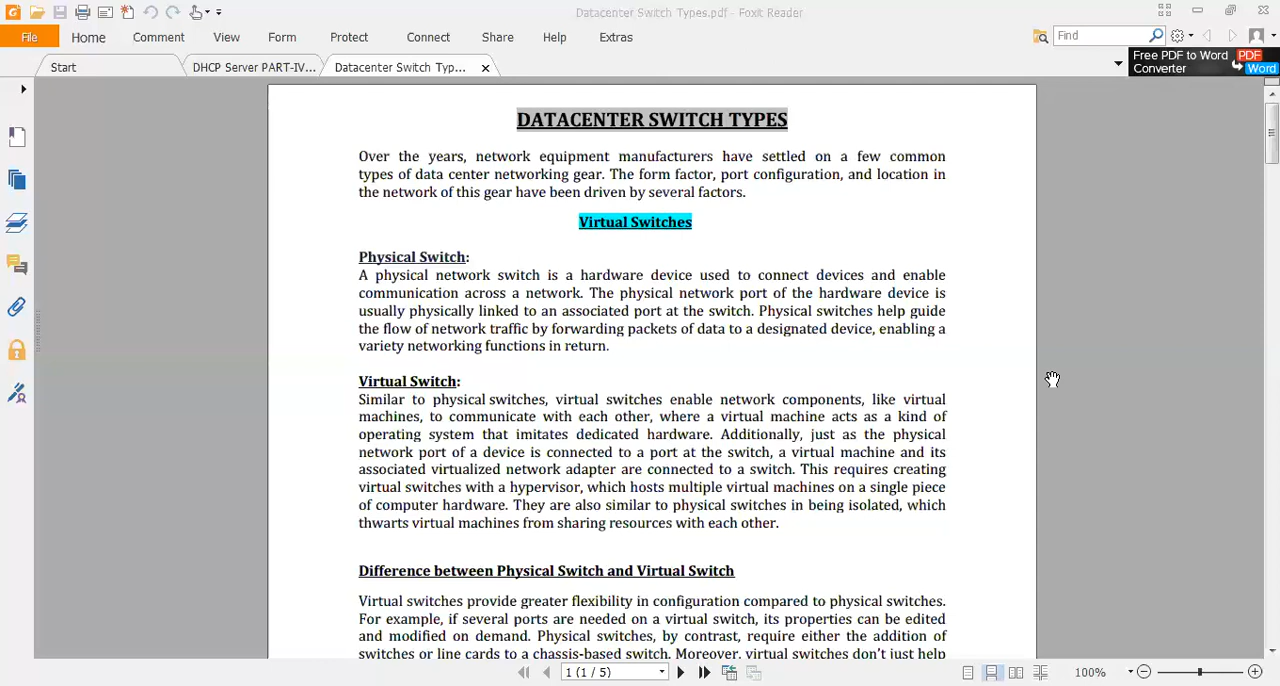 Datacenter Switch Types.pdf - Foxit Reader
File Home Comment View Form Protect Connect Share Help Extras Find
Start DHCP Server PART-IV... Datacenter Switch Typ...
Free PDF to Word PDF
Converter Word
DATACENTER SWITCH TYPES
Over the years, network equipment manufacturers have settled on a few common
types of data center networking gear. The form factor, port configuration, and location in
the network of this gear have been driven by several factors.
Virtual Switches
Physical Switch:
A physical network switch is a hardware device used to connect devices and enable
communication across a network. The physical network port of the hardware device is
usually physically linked to an associated port at the switch. Physical switches help guide
the flow of network traffic by forwarding packets of data to a designated device, enabling a
variety networking functions in return.
Virtual Switch:
Similar to physical switches, virtual switches enable network components, like virtual
machines, to communicate with each other, where a virtual machine acts as a kind of
operating system that imitates dedicated hardware. Additionally, just as the physical
network port of a device is connected to a port at the switch, a virtual machine and its
associated virtualized network adapter are connected to a switch. This requires creating
virtual switches with a hypervisor, which hosts multiple virtual machines on a single piece
of computer hardware. They are also similar to physical switches in being isolated, which
thwarts virtual machines from sharing resources with each other.
Difference between Physical Switch and Virtual Switch
Virtual switches provide greater flexibility in configuration compared to physical switches.
For example, if several ports are needed on a virtual switch, its properties can be edited
and modified on demand. Physical switches, by contrast, require either the addition of
switches or line cards to a chassis-based switch. Moreover, virtual switches don't just help
1 (1 / 5) 100%